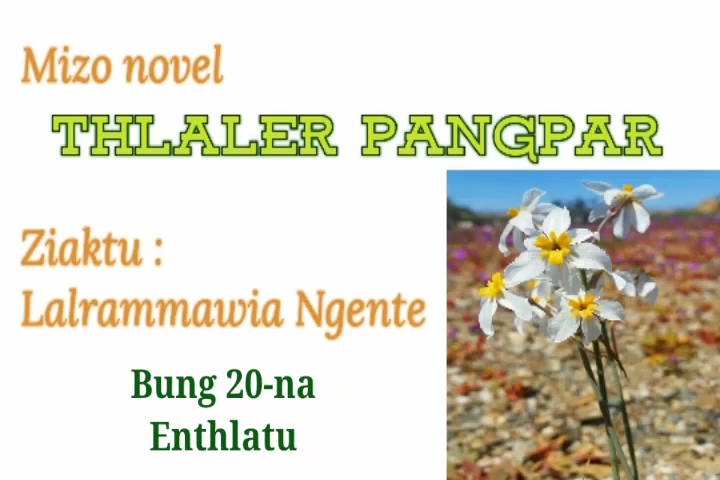 Mizo novel
THLALER PANGPAR
Ziaktu :
Lalrammawia Ngente
Bung 20-na
Enthlatu